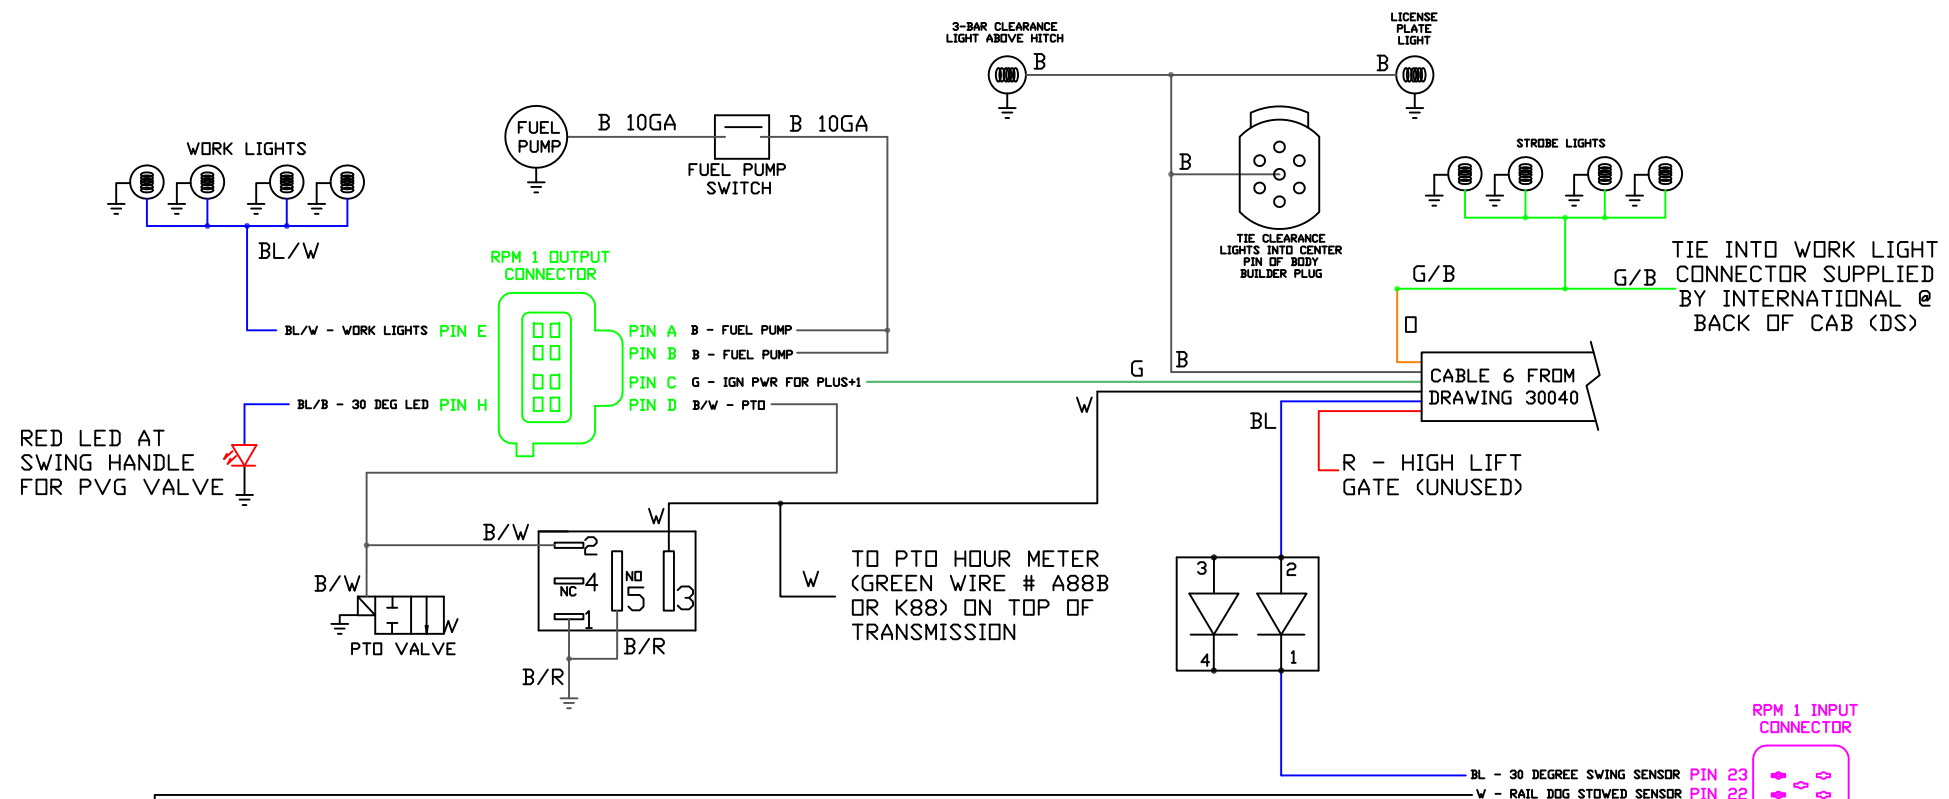 3-BAR CLEARANCE
LIGHT ABOVE HITCH
B
LICENSE
PLATE
LIGHT
B
FUEL
PUMP
B 10GA
B 10GA
FUEL PUMP
SWITCH
WORK LIGHTS
BL/W
B
TIE CLEARANCE
LIGHTS INTO CENTER
PIN OF BODY
BUILDER PLUG
STROBE LIGHTS
G/B
G/B
TIE INTO WORK LIGHT
CONNECTOR SUPPLIED
BY INTERNATIONAL @
BACK OF CAB (DS)
O
RPM 1 OUTPUT
CONNECTOR
BL/W - WORK LIGHTS PIN E
PIN A B - FUEL PUMP
PIN B B - FUEL PUMP
PIN C G - IGN PWR FOR PLUS+1
PIN D B/W - PTO
BL/B - 30 DEG LED PIN H
G
B
W
BL
CABLE 6 FROM
DRAWING 30040
R - HIGH LIFT
GATE (UNUSED)
RED LED AT
SWING HANDLE
FOR PVG VALVE
B/W
W
2
4
NC
1
NO
5
3
B/W
PTO VALVE
B/R
B/R
W
TO PTO HOUR METER
(GREEN WIRE # A88B
OR K88) ON TOP OF
TRANSMISSION
3
2
4
1
RPM 1 INPUT
CONNECTOR
BL - 30 DEGREE SWING SENSOR PIN 23
W - RAIL DOG STOWED SENSOR PIN 22